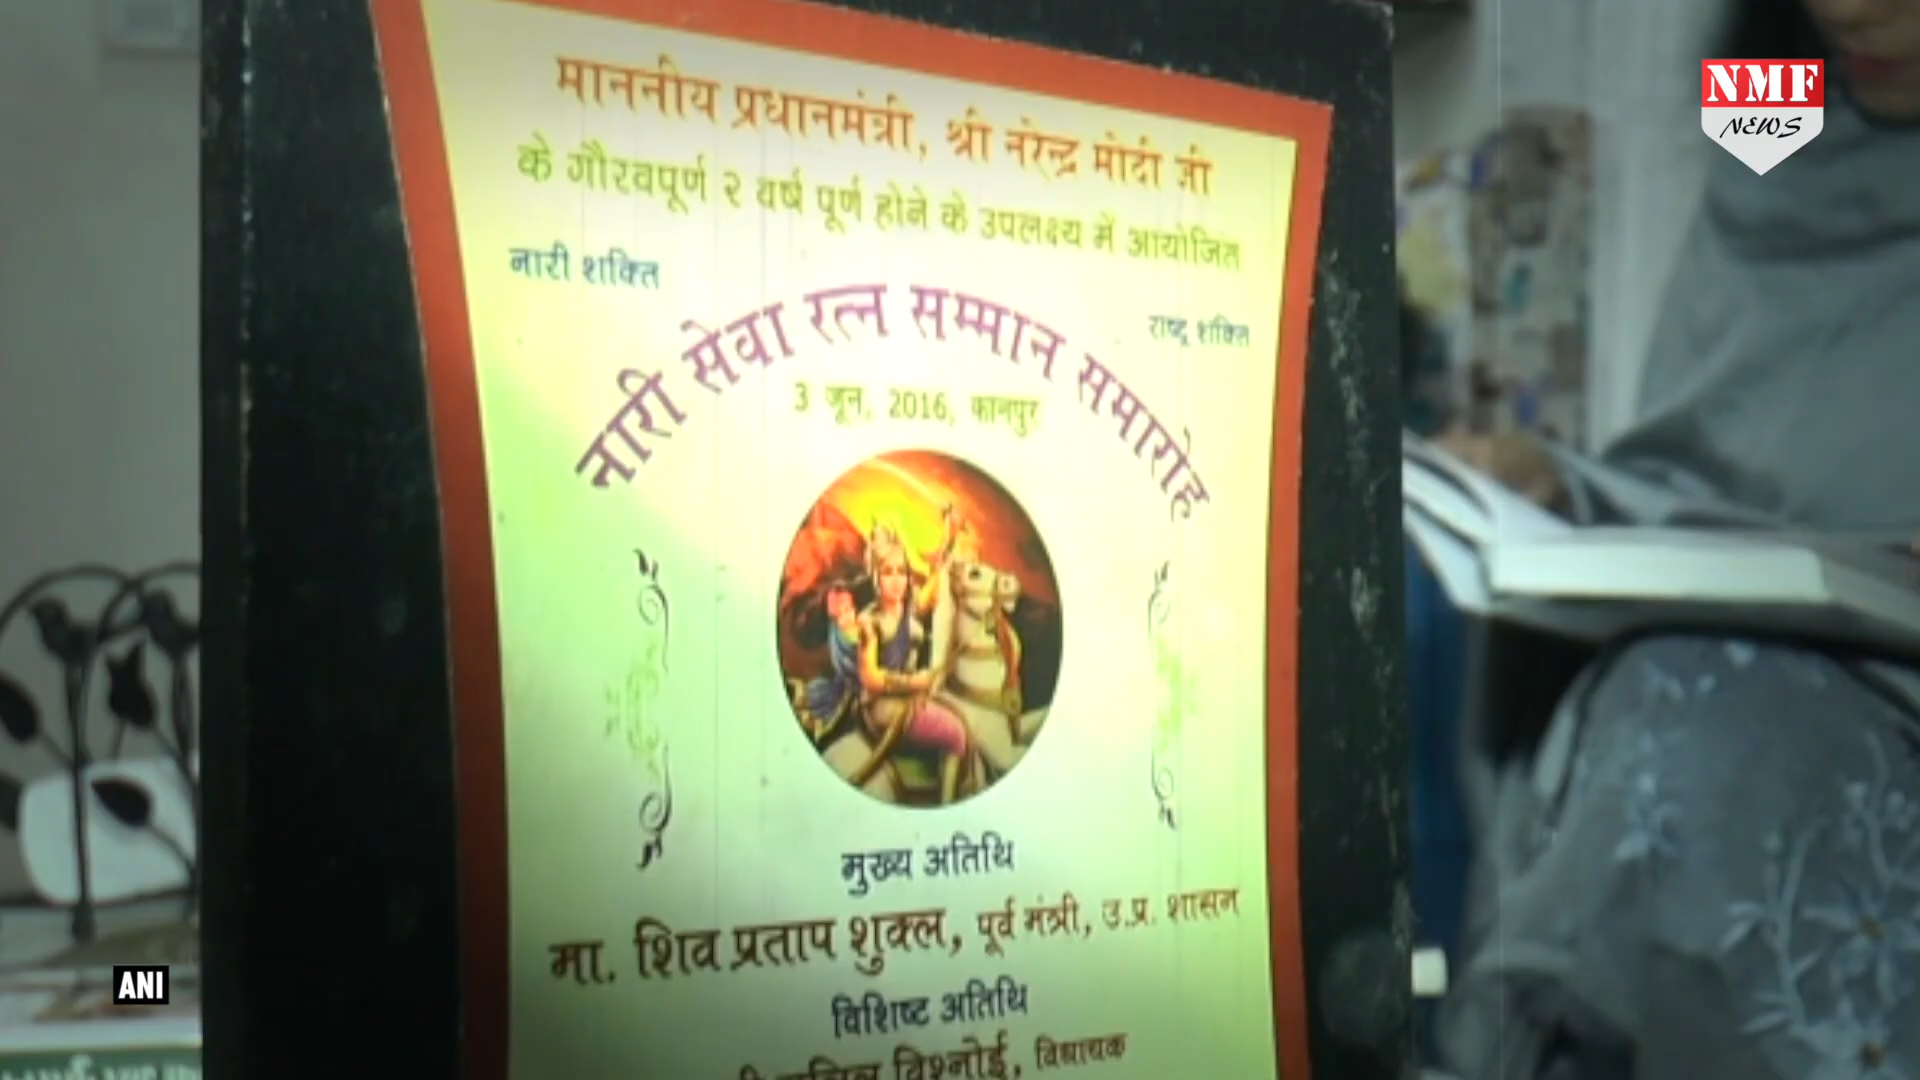 माननीय प्रधानमंत्री, श्री नरेन्द्र मोदी जी
के गौरवपूर्ण २ वर्ष पूर्ण होने के उपलक्ष्य में आयोजित
नारी शक्ति
राष्ट्र शक्ति
नारी सेवा रत्न सम्मान समारोह
3 जून, 2016, कानपुर
मुख्य अतिथि
मा. शिव प्रताप शुक्ल, पूर्व मंत्री, उ.प्र. शासन
विशिष्ट अतिथि
विश्नोई, विधायक
NMF
NEWS
ANI